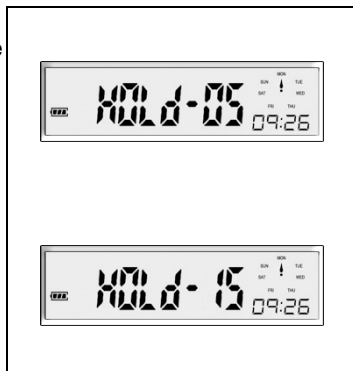 e
HOLd-05
MON
SUN TUE
SAT WED
FRI THU
09:26
HOLd- 15
MON
SUN TUE
SAT WED
FRI THU
09:26